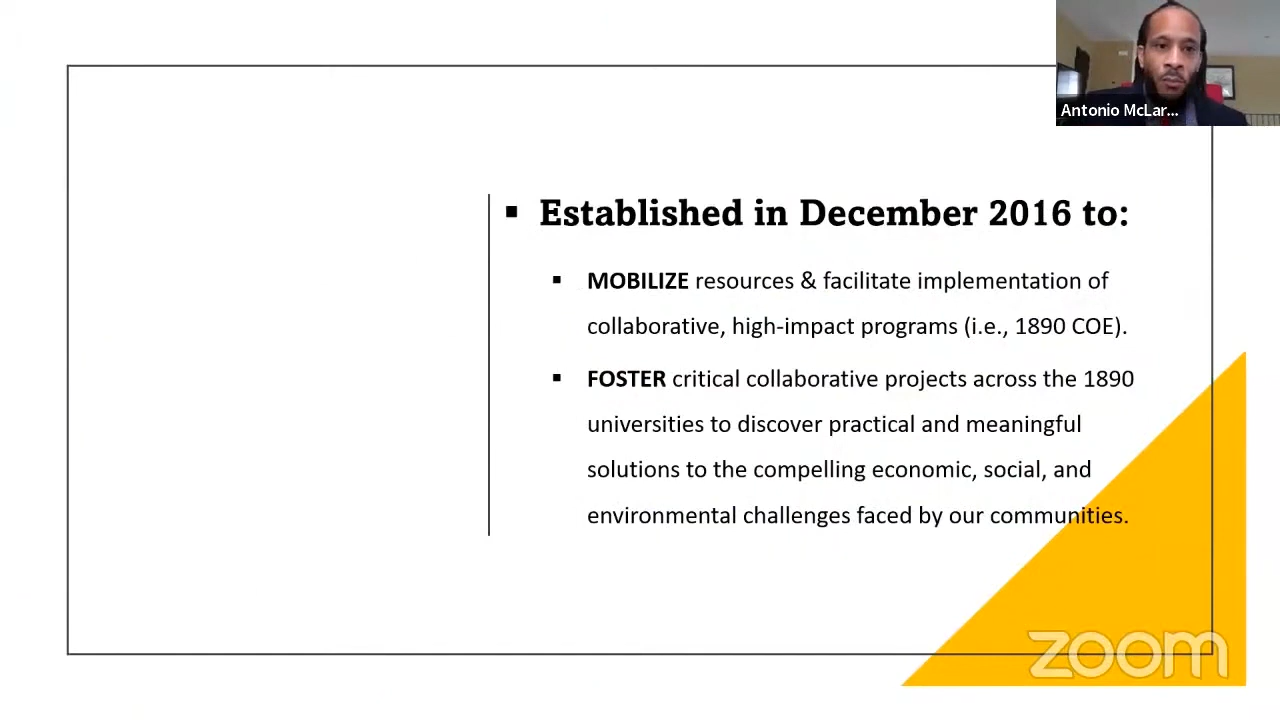 Antonio McLar...
▪ Established in December 2016 to:
▪ MOBILIZE resources & facilitate implementation of
collaborative, high-impact programs (i.e., 1890 COE).
▪ FOSTER critical collaborative projects across the 1890
universities to discover practical and meaningful
solutions to the compelling economic, social, and
environmental challenges faced by our communities.
zoom